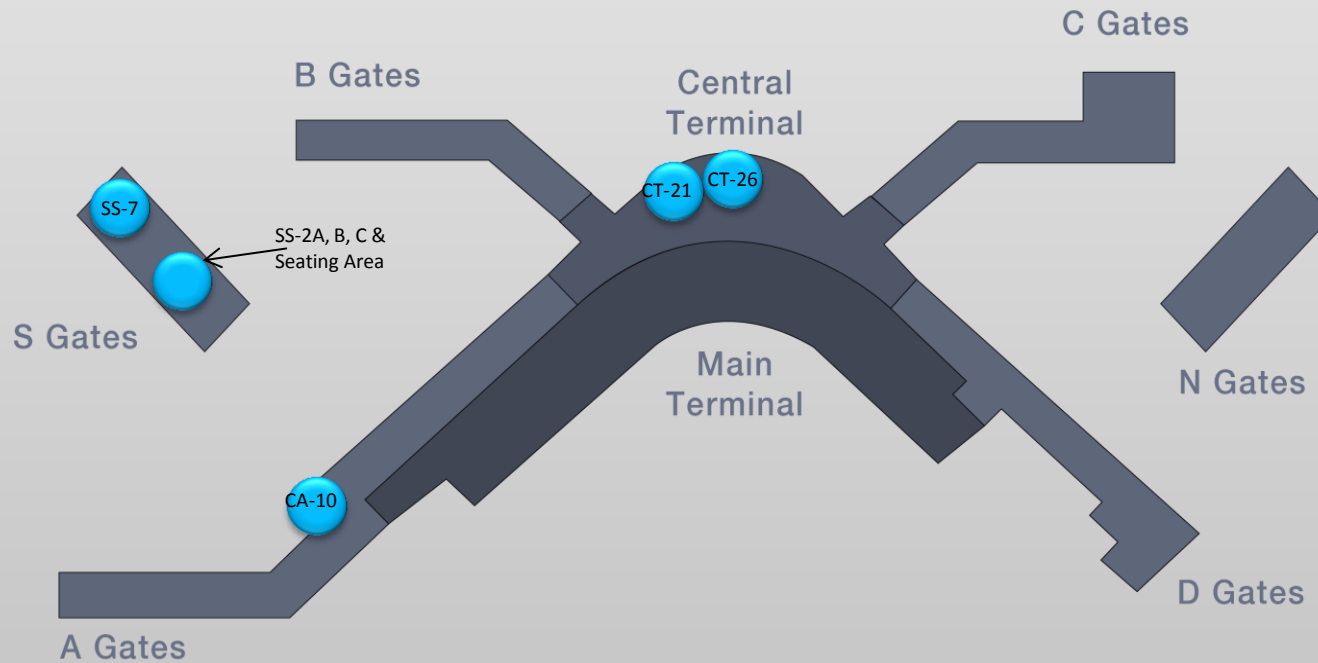 C Gates
B Gates
Central
Terminal
CT-21
CT-26
SS-7
SS-2A, B, C &
Seating Area
S Gates
Main
Terminal
N Gates
CA-10
D Gates
A Gates